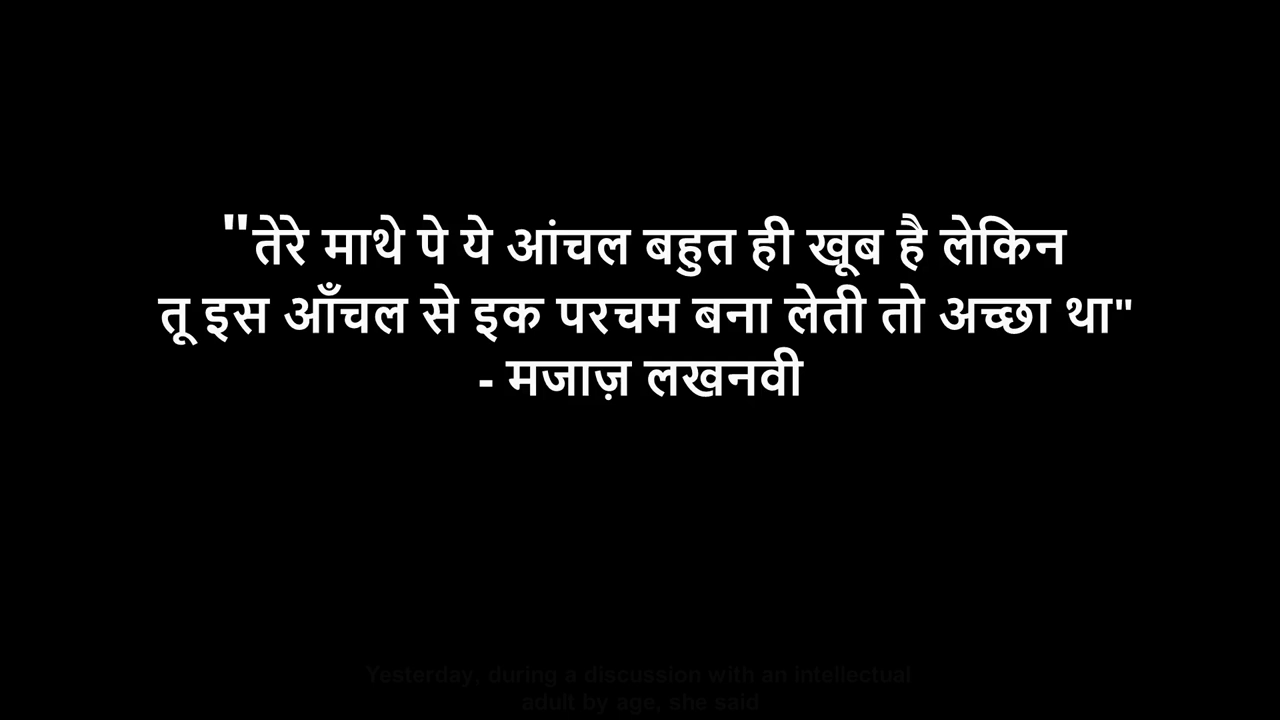 "तेरे माथे पे ये आंचल बहुत ही खूब है लेकिन
तू इस आँचल से इक परचम बना लेती तो अच्छा था"
- मजाज़ लखनवी
Yesterday, during a discussion with an intellectual
adult by age, she said